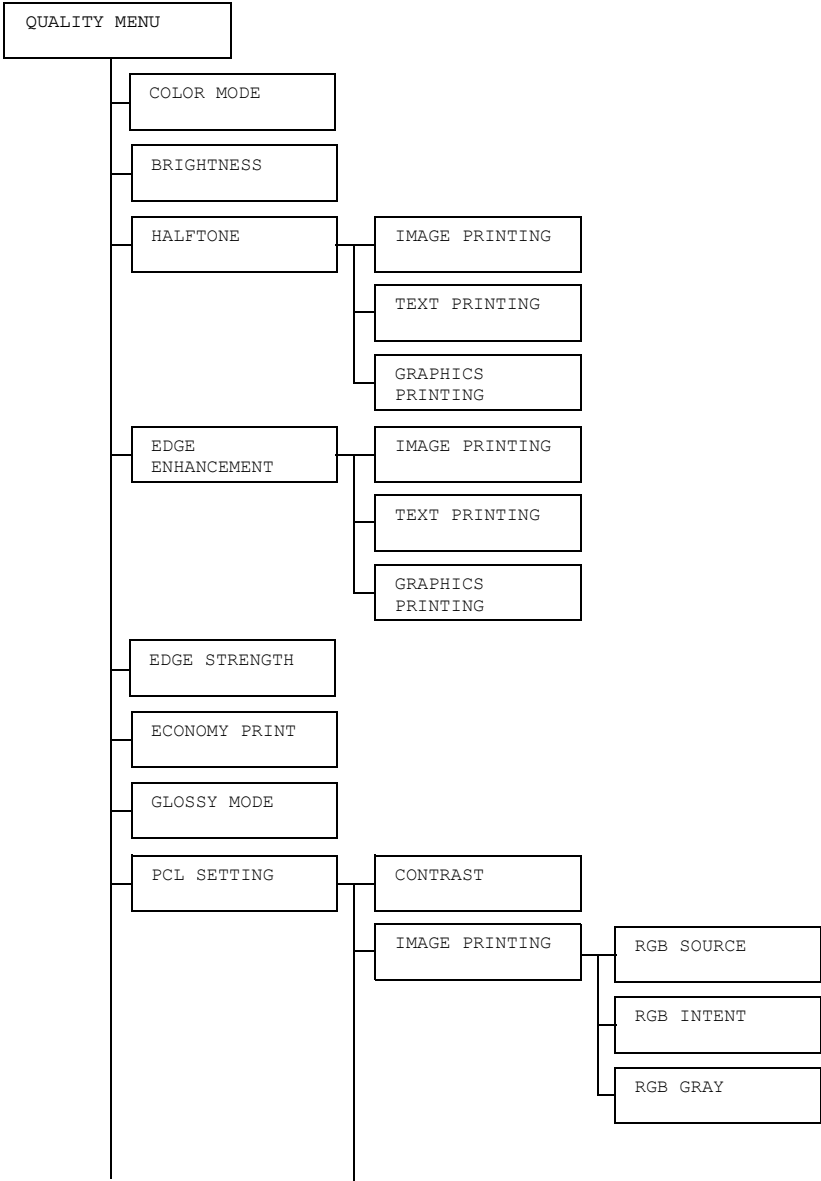 QUALITY MENU
COLOR MODE
BRIGHTNESS
HALFTONE
IMAGE PRINTING
TEXT PRINTING
GRAPHICS
PRINTING
EDGE
ENHANCEMENT
IMAGE PRINTING
TEXT PRINTING
GRAPHICS
PRINTING
EDGE STRENGTH
ECONOMY PRINT
GLOSSY MODE
PCL SETTING
CONTRAST
IMAGE PRINTING
RGB SOURCE
RGB INTENT
RGB GRAY